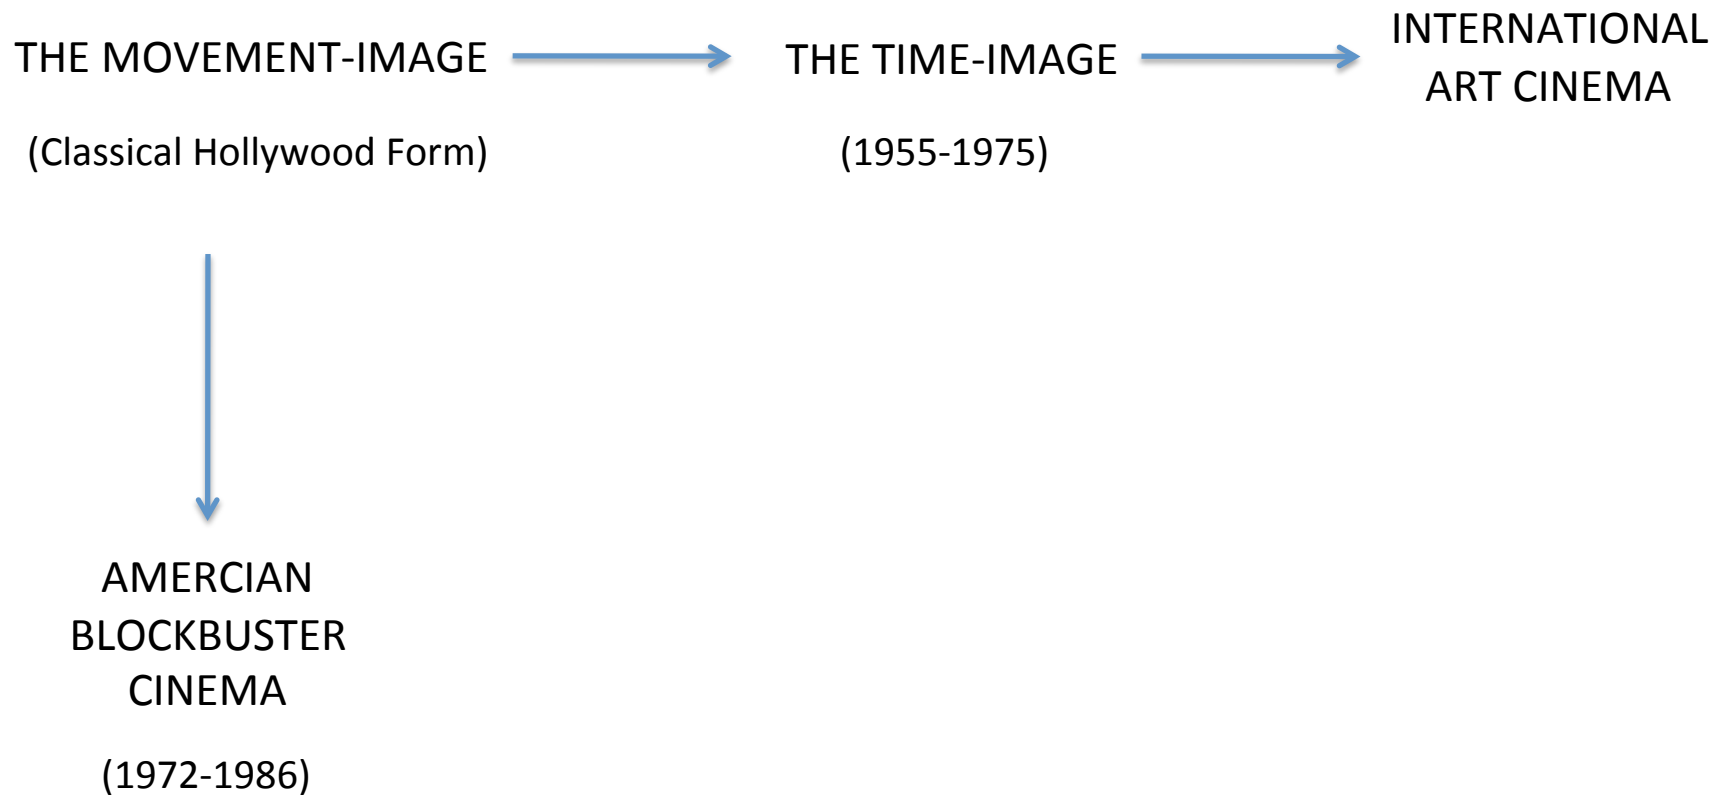 THE MOVEMENT-IMAGE
(Classical Hollywood Form)
THE TIME-IMAGE
(1955-1975)
INTERNATIONAL
ART CINEMA
AMERCIAN
BLOCKBUSTER
CINEMA
(1972-1986)